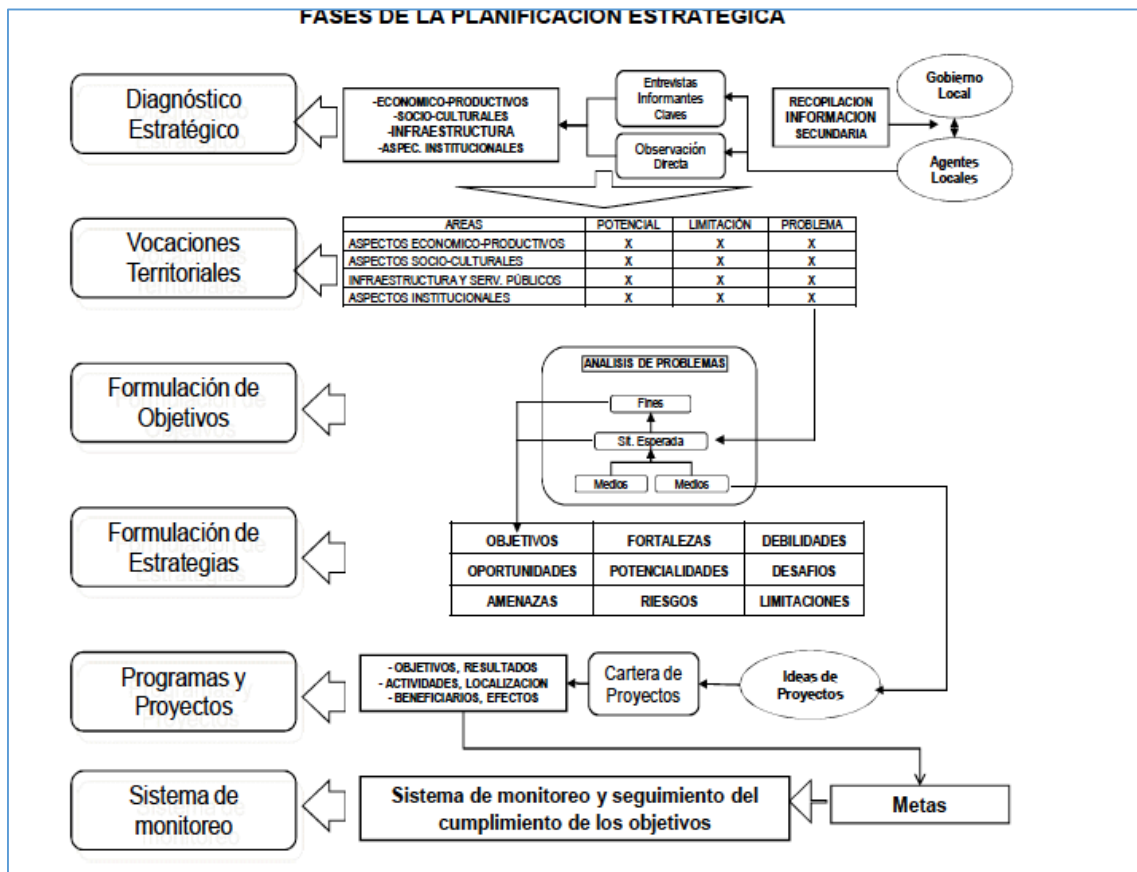 FASES DE LA PLANIFICACION ESTRATEGICA
Diagnóstico
Estratégico
-ECONOMICO-PRODUCTIVOS
-SOCIO-CULTURALES
-INFRAESTRUCTURA
-ASPEC. INSTITUCIONALES
Entrevistas
Informantes
Claves
Observación
Directa
RECOPILACION
INFORMACION
SECUNDARIA
Gobierno
Local
Agentes
Locales
Vocaciones
Territoriales
AREAS POTENCIAL LIMITACIÓN PROBLEMA
ASPECTOS ECONOMICO-PRODUCTIVOS X X X
ASPECTOS SOCIO-CULTURALES X X X
INFRAESTRUCTURA Y SERV. PÚBLICOS X X X
ASPECTOS INSTITUCIONALES X X X
Formulación de
Objetivos
ANALISIS DE PROBLEMAS
Fines
Sit. Esperada
Medios Medios
Formulación de
Estrategias
OBJETIVOS FORTALEZAS DEBILIDADES
OPORTUNIDADES POTENCIALIDADES DESAFIOS
AMENAZAS RIESGOS LIMITACIONES
Programas y
Proyectos
- OBJETIVOS, RESULTADOS
- ACTIVIDADES, LOCALIZACION
- BENEFICIARIOS, EFECTOS
Cartera de
Proyectos
Ideas de
Proyectos
Sistema de
monitoreo
Sistema de monitoreo y seguimiento del
cumplimiento de los objetivos
Metas